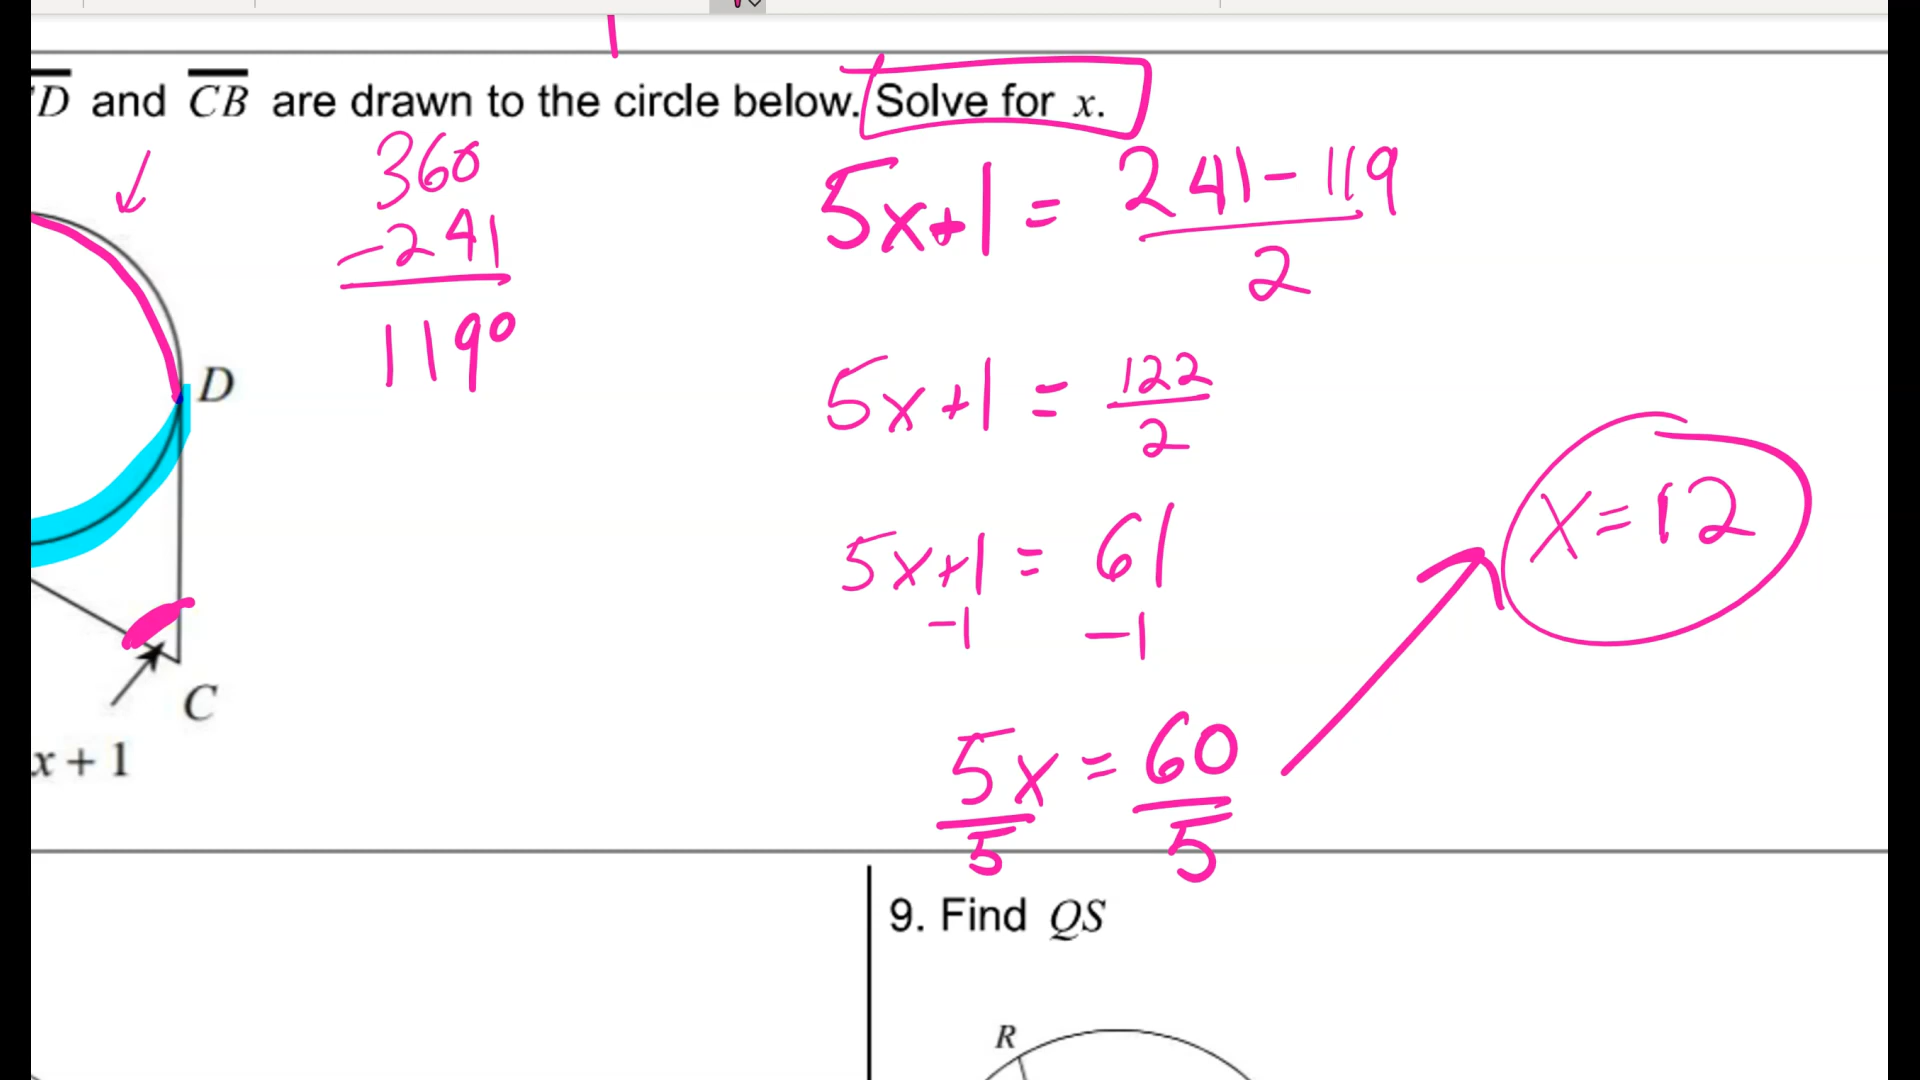 D and CB are drawn to the circle below. Solve for x.
360
-241
119°
D
C
x + 1
5x+1 = 241-119
2
5x+1 = 122
2
5x+1 = 61
-1 -1
5x = 60
5 5
x=12
9. Find QS
R